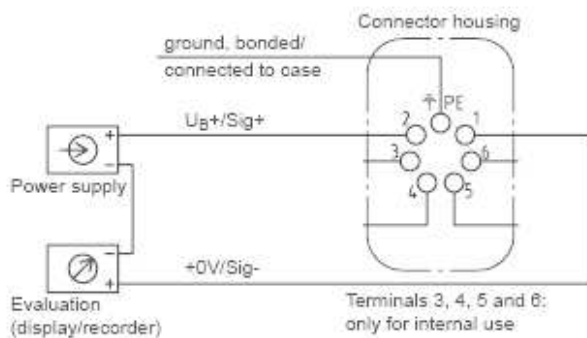 Connector housing
ground, bonded/
connected to case
PE
UB+/Sig+
2
1
+
-
3
6
Power supply
4
5
-
+0V/Sig-
+
Evaluation
(display/recorder)
Terminals 3, 4, 5 and 6:
only for internal use